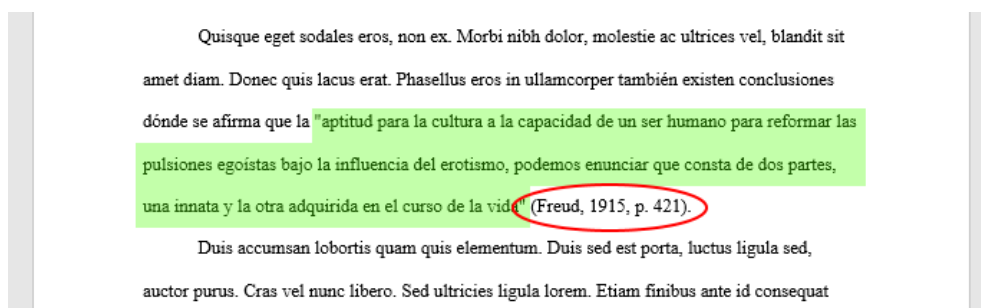 Quisque eget sodales eros, non ex. Morbi nibh dolor, molestie ac ultrices vel, blandit sit
amet diam. Donec quis lacus erat. Phasellus eros in ullamcorper también existen conclusiones
dónde se afirma que la "aptitud para la cultura a la capacidad de un ser humano para reformar las
pulsiones egoístas bajo la influencia del erotismo, podemos enunciar que consta de dos partes,
una innata y la otra adquirida en el curso de la vida" (Freud, 1915, p. 421).
Duis accumsan lobortis quam quis elementum. Duis sed est porta, luctus ligula sed,
auctor purus. Cras vel nunc libero. Sed ultricies ligula lorem. Etiam finibus ante id consequat